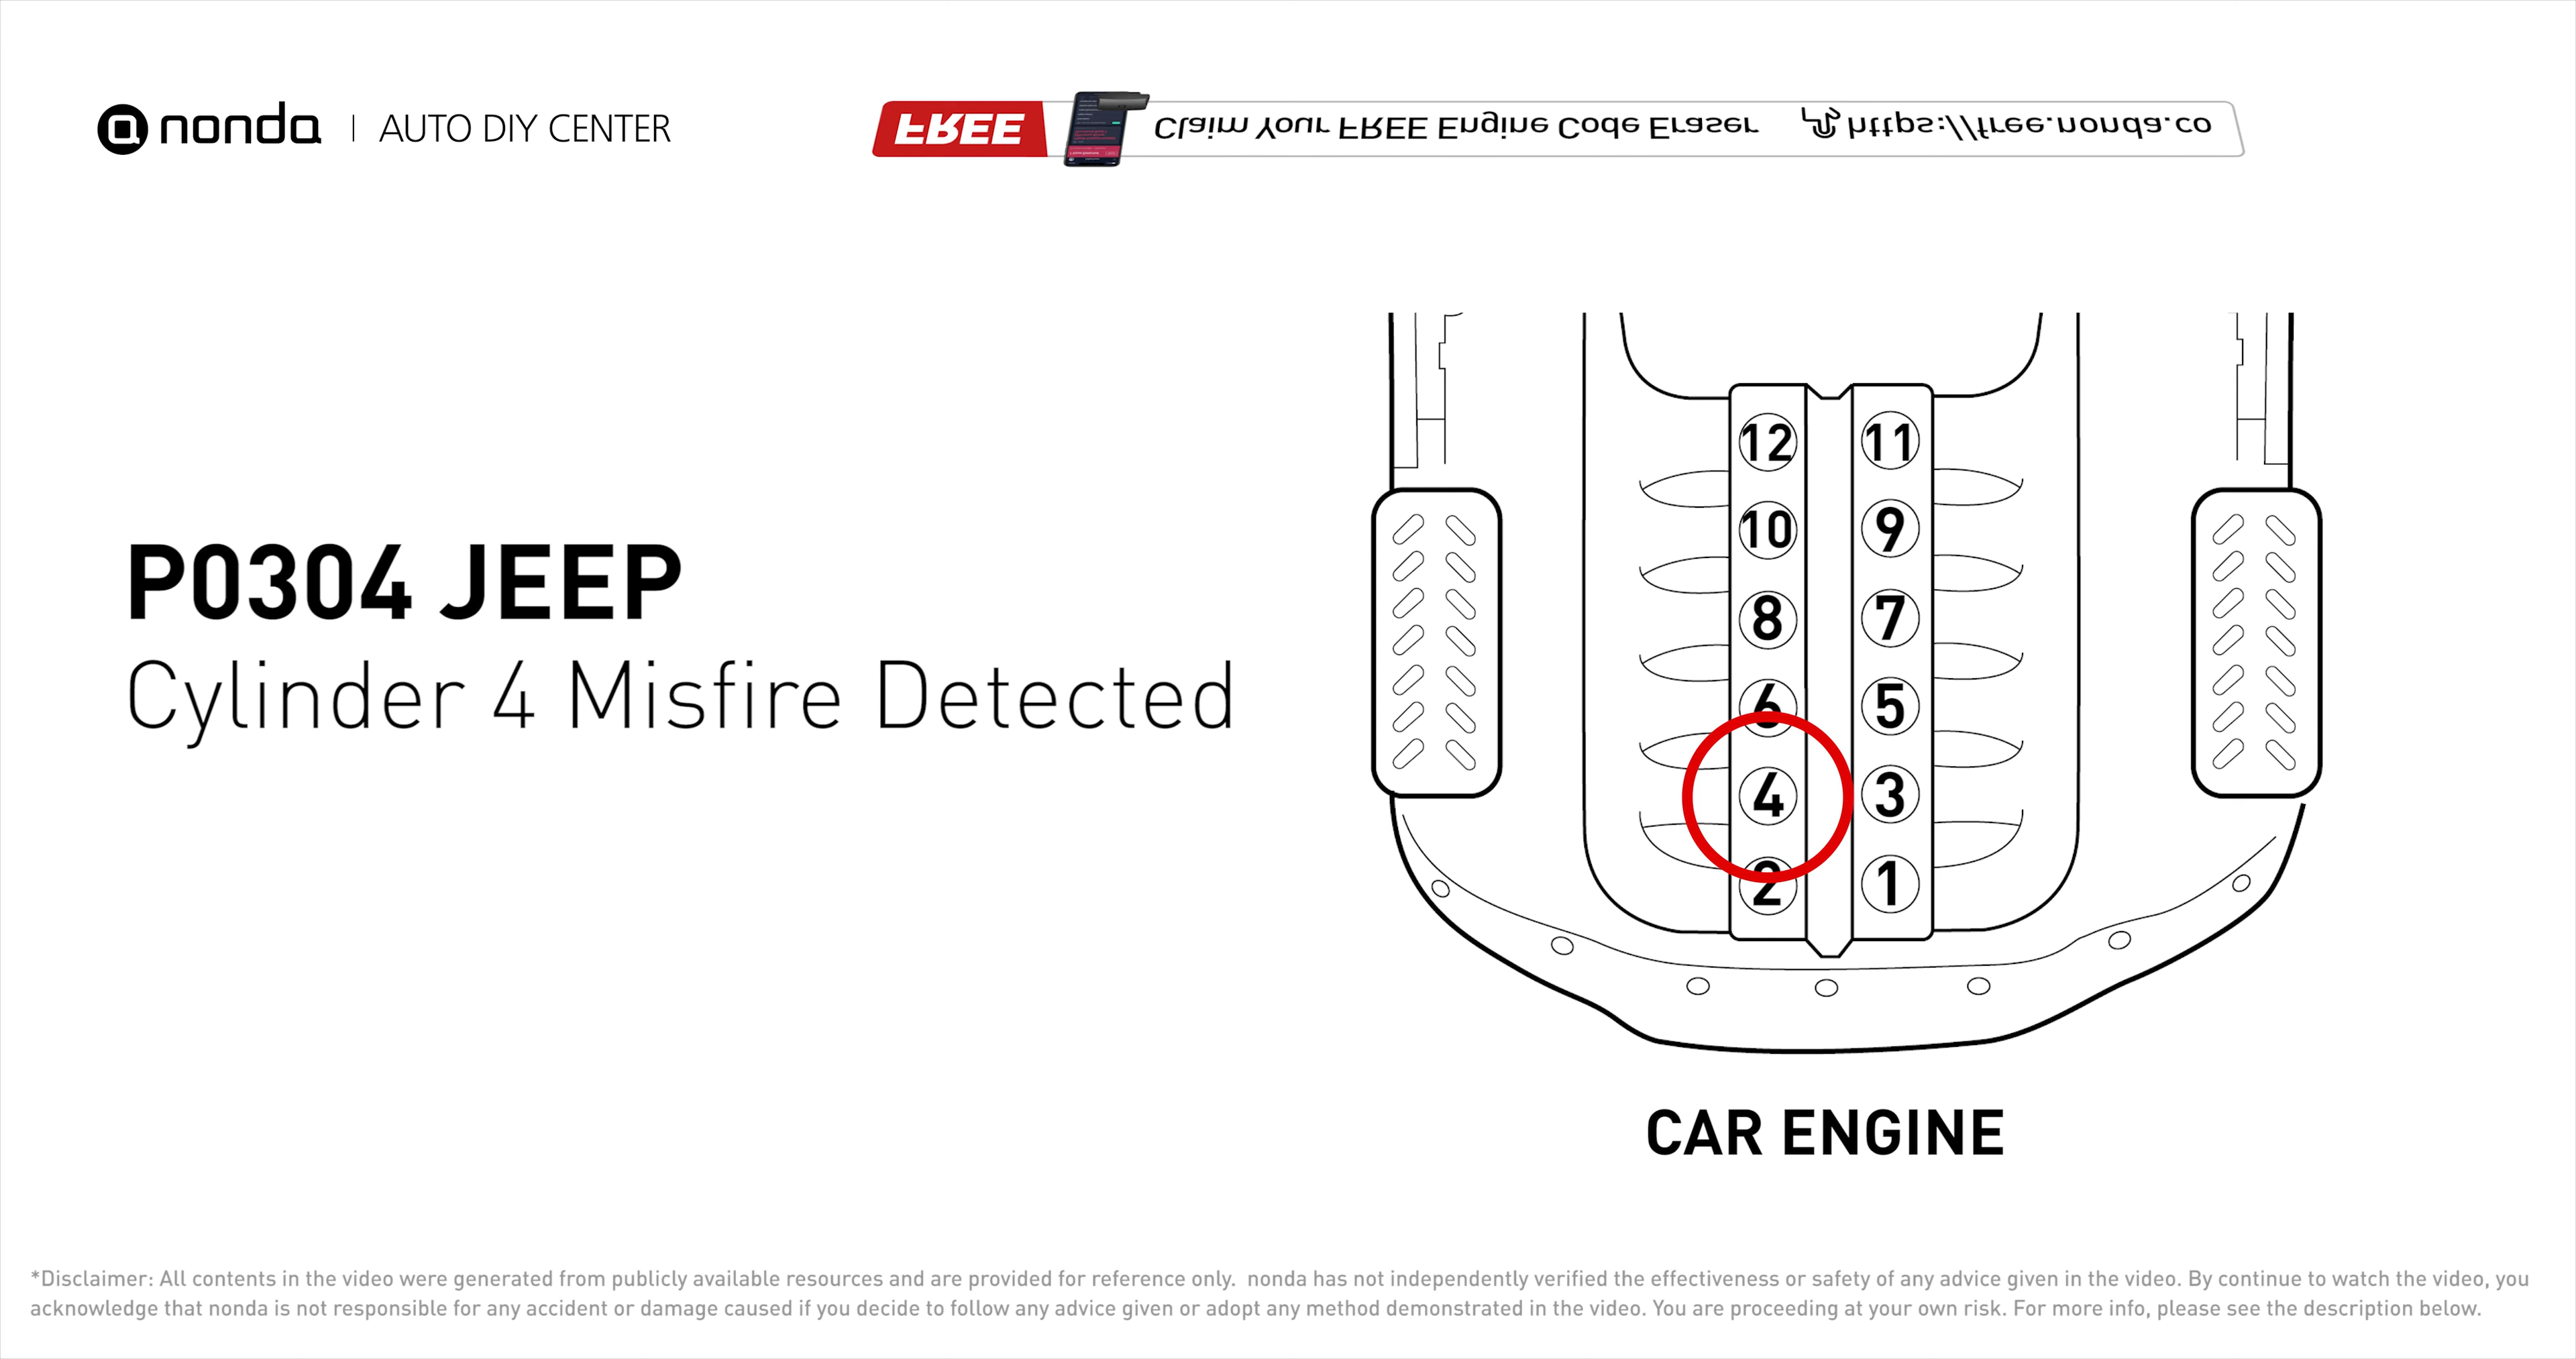 nonda | AUTO DIY CENTER
FREE Claim Your FREE Engine Code Eraser https://free.nonda.co
P0304 JEEP
Cylinder 4 Misfire Detected
12 11
10 9
8 7
6 5
4 3
2 1
CAR ENGINE
*Disclaimer: All contents in the video were generated from publicly available resources and are provided for reference only. nonda has not independently verified the effectiveness or safety of any advice given in the video. By continue to watch the video, you
acknowledge that nonda is not responsible for any accident or damage caused if you decide to follow any advice given or adopt any method demonstrated in the video. You are proceeding at your own risk. For more info, please see the description below.